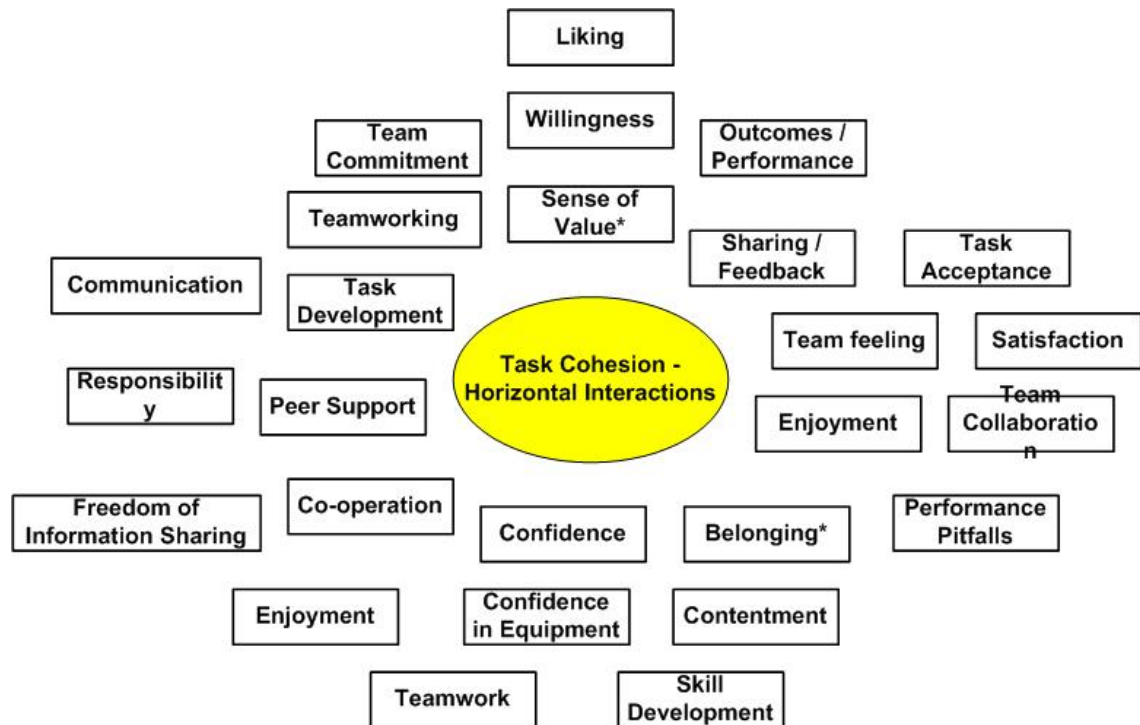 Liking
Willingness
Team
Commitment
Outcomes /
Performance
Teamworking
Sense of
Value*
Sharing /
Feedback
Task
Acceptance
Communication
Task
Development
Team feeling
Satisfaction
Task Cohesion -
Horizontal Interactions
Responsibilit
y
Peer Support
Enjoyment
Team
Collaboratio
n
Freedom of
Information Sharing
Co-operation
Confidence
Belonging*
Performance
Pitfalls
Enjoyment
Confidence
in Equipment
Contentment
Teamwork
Skill
Development